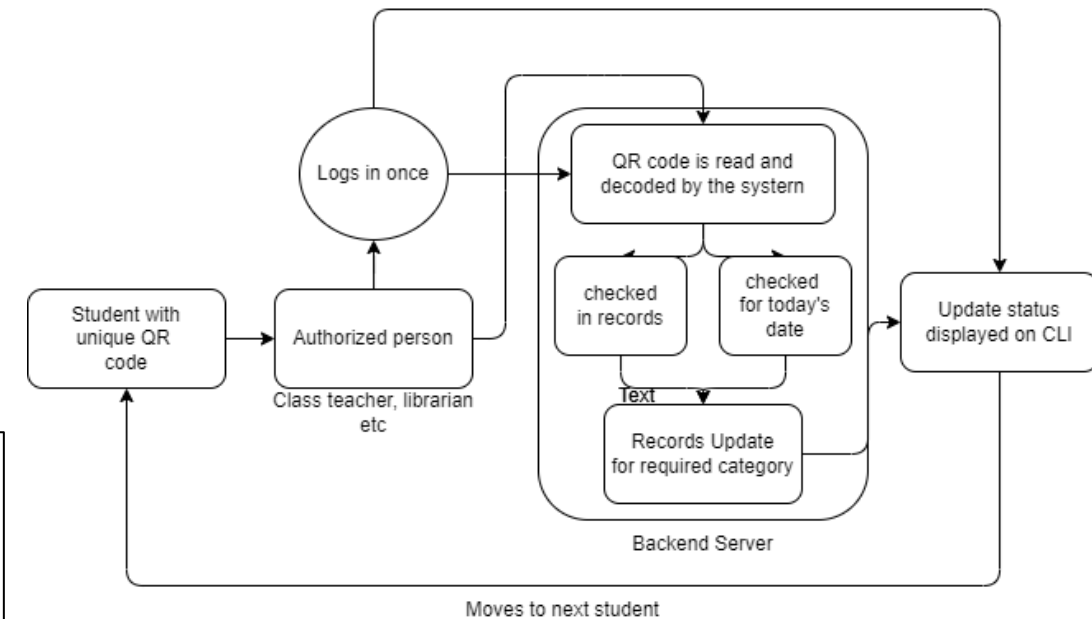 Logs in once
QR code is read and
decoded by the systern
Student with
unique QR
code
Authorized person
Class teacher, librarian
etc
checked
in records
checked
for today's
date
Update status
displayed on CLI
Text
Records Update
for required category
Backend Server
Moves to next student